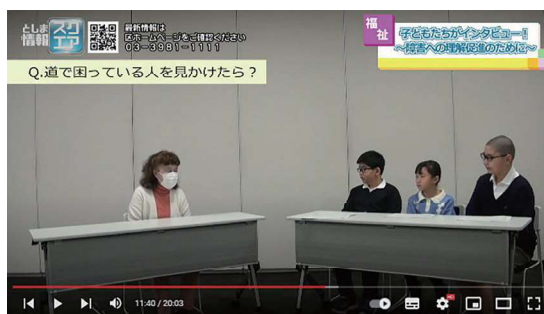 としま
情報
スクエア
最新情報は
区ホームページをご確認ください
03-3981-1111
福祉
子どもたちがインタビュー!
~障害への理解促進のために~
Q.道で困っている人を見かけたら?
11:40 / 20:03